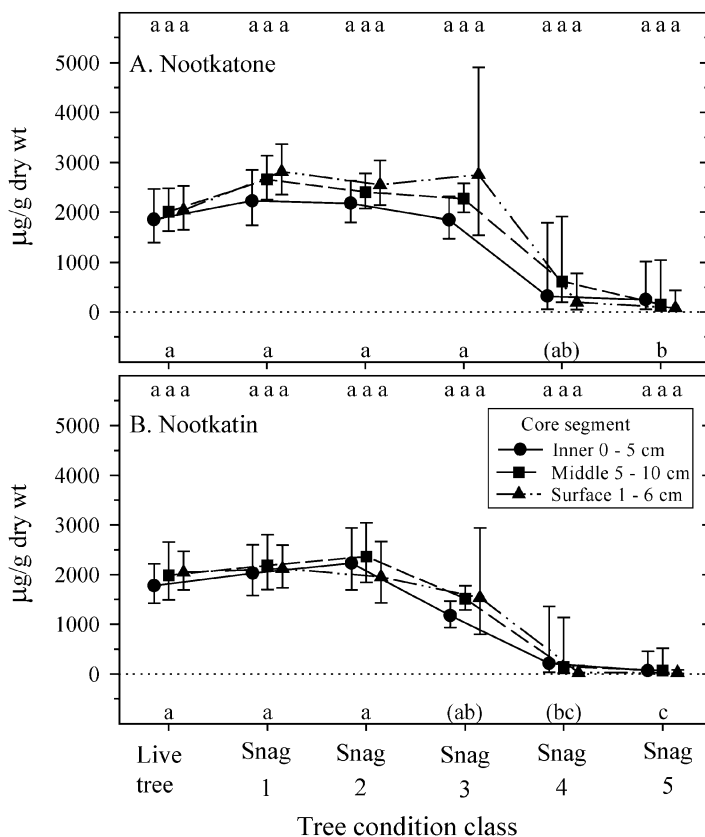 a a a a a a a a a a a a a a a a a a
A. Nootkatone
5000
4000
3000
2000
1000
0
µg/g dry wt
a a a a (ab) b
a a a a a a a a a a a a a a a a a a
B. Nootkatin
5000
4000
3000
2000
1000
0
µg/g dry wt
Core segment
Inner 0 - 5 cm
Middle 5 - 10 cm
Surface 1 - 6 cm
a a a (ab) (bc) c
Live Snag Snag Snag Snag Snag
tree 1 2 3 4 5
Tree condition class